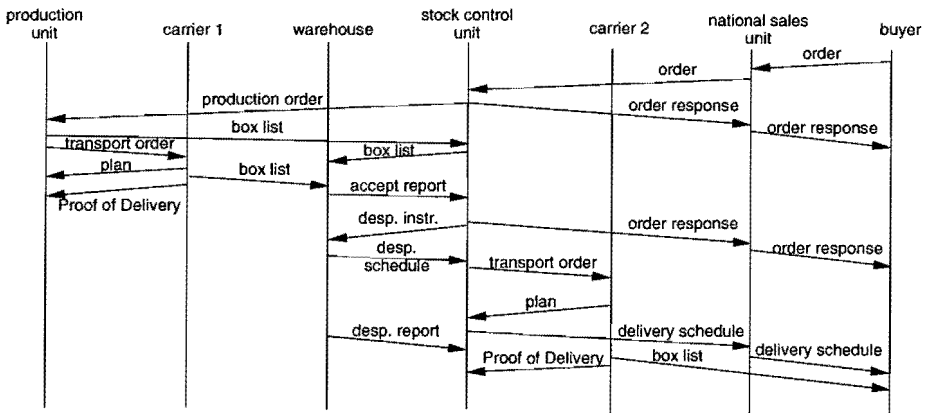 production unit
carrier 1
warehouse
stock control unit
carrier 2
national sales unit
buyer
order
order
production order
order response
box list
order response
transport order
box list
plan
box list
accept report
Proof of Delivery
desp. instr.
order response
desp. schedule
order response
transport order
plan
desp. report
delivery schedule
Proof of Delivery
box list
delivery schedule